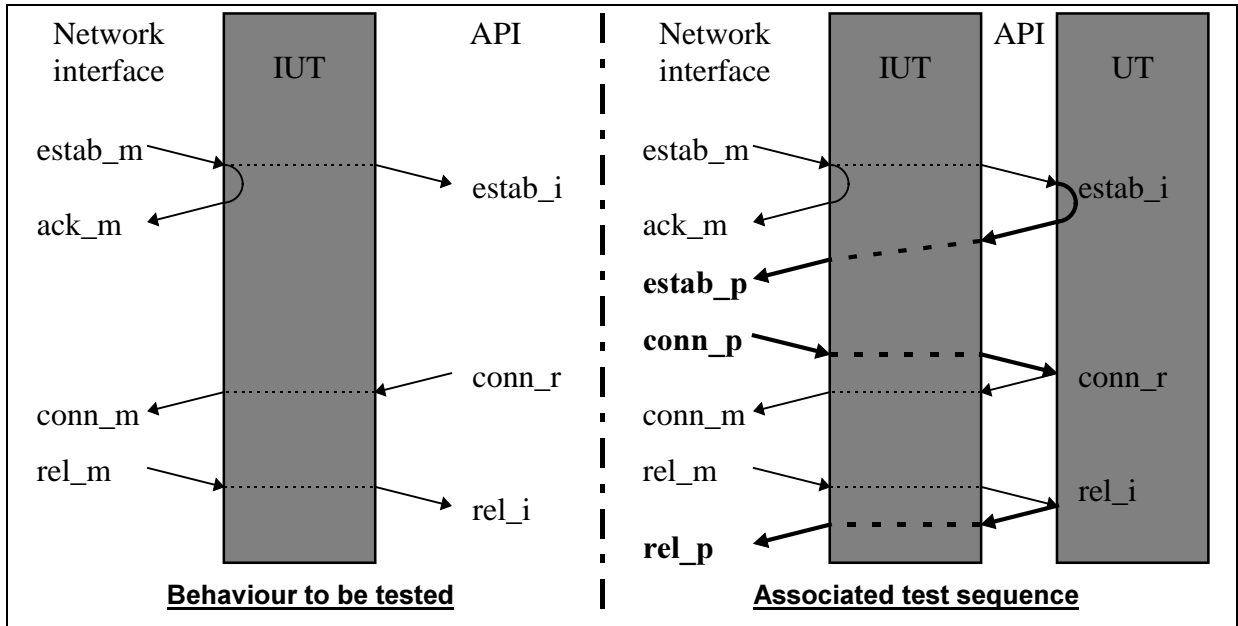 Network
interface
IUT
API
estab_m
estab_i
ack_m
conn_r
conn_m
rel_m
rel_i
Behaviour to be tested
Network
interface
IUT
API
UT
estab_m
estab_i
ack_m
estab_p
conn_p
conn_r
conn_m
rel_m
rel_i
rel_p
Associated test sequence